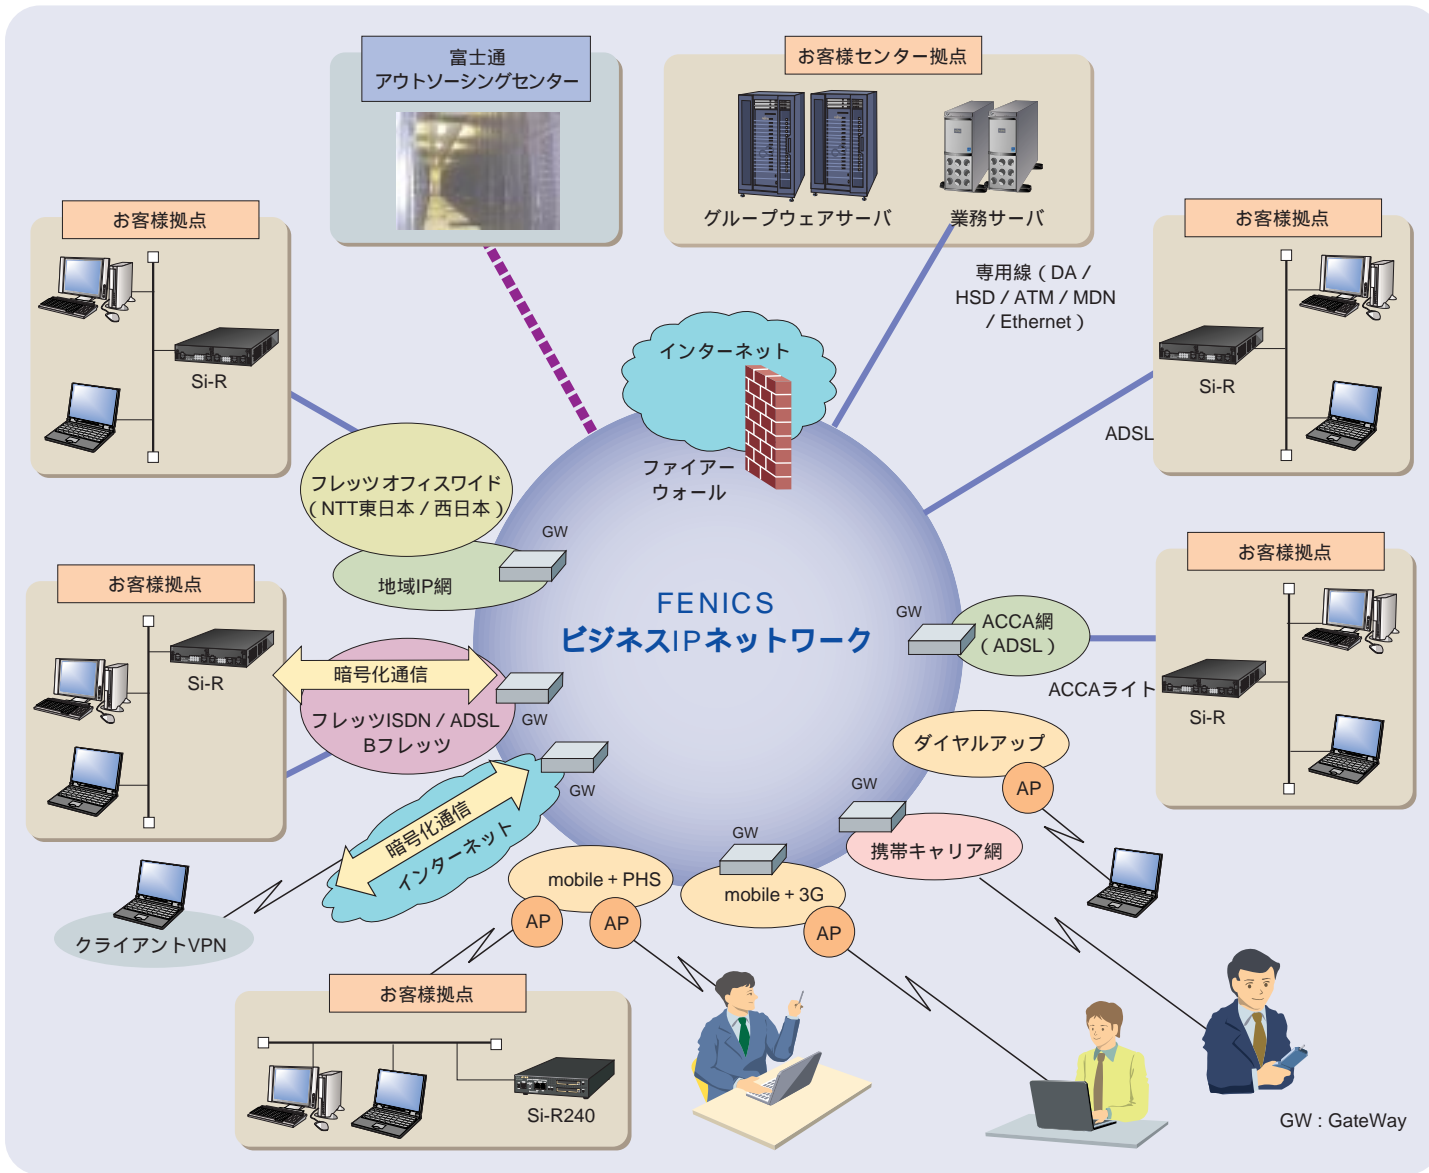 富士通
アウトソーシングセンター
お客様センター拠点
グループウェアサーバ
業務サーバ
お客様拠点
Si-R
お客様拠点
Si-R
専用線（DA /
HSD / ATM / MDN
/ Ethernet）
ADSL
インターネット
ファイアー
ウォール
フレッツ オフィスワイド
（NTT東日本 / 西日本）
GW
地域IP網
FENICS
ビジネスIPネットワーク
お客様拠点
Si-R
暗号化通信
GW
フレッツISDN / ADSL
Bフレッツ
GW
ACCA網
（ADSL）
ACCAライト
お客様拠点
Si-R
GW
暗号化通信
インターネット
クライアントVPN
ダイヤルアップ
AP
GW
携帯キャリア網
GW
mobile + 3G
AP
mobile + PHS
AP
AP
お客様拠点
Si-R240
GW : GateWay